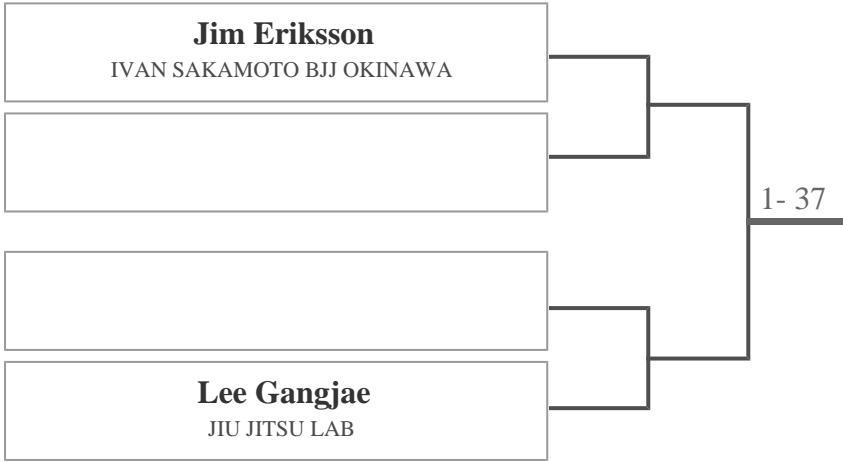 Jim Eriksson
IVAN SAKAMOTO BJJ OKINAWA
1- 37
Lee Gangjae
JIU JITSU LAB